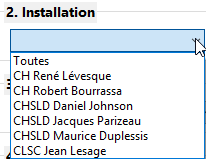 2. Installation
Toutes
CH René Lévesque
CH Robert Bourrassa
CHSLD Daniel Johnson
CHSLD Jacques Parizeau
CHSLD Maurice Duplessis
CLSC Jean Lesage